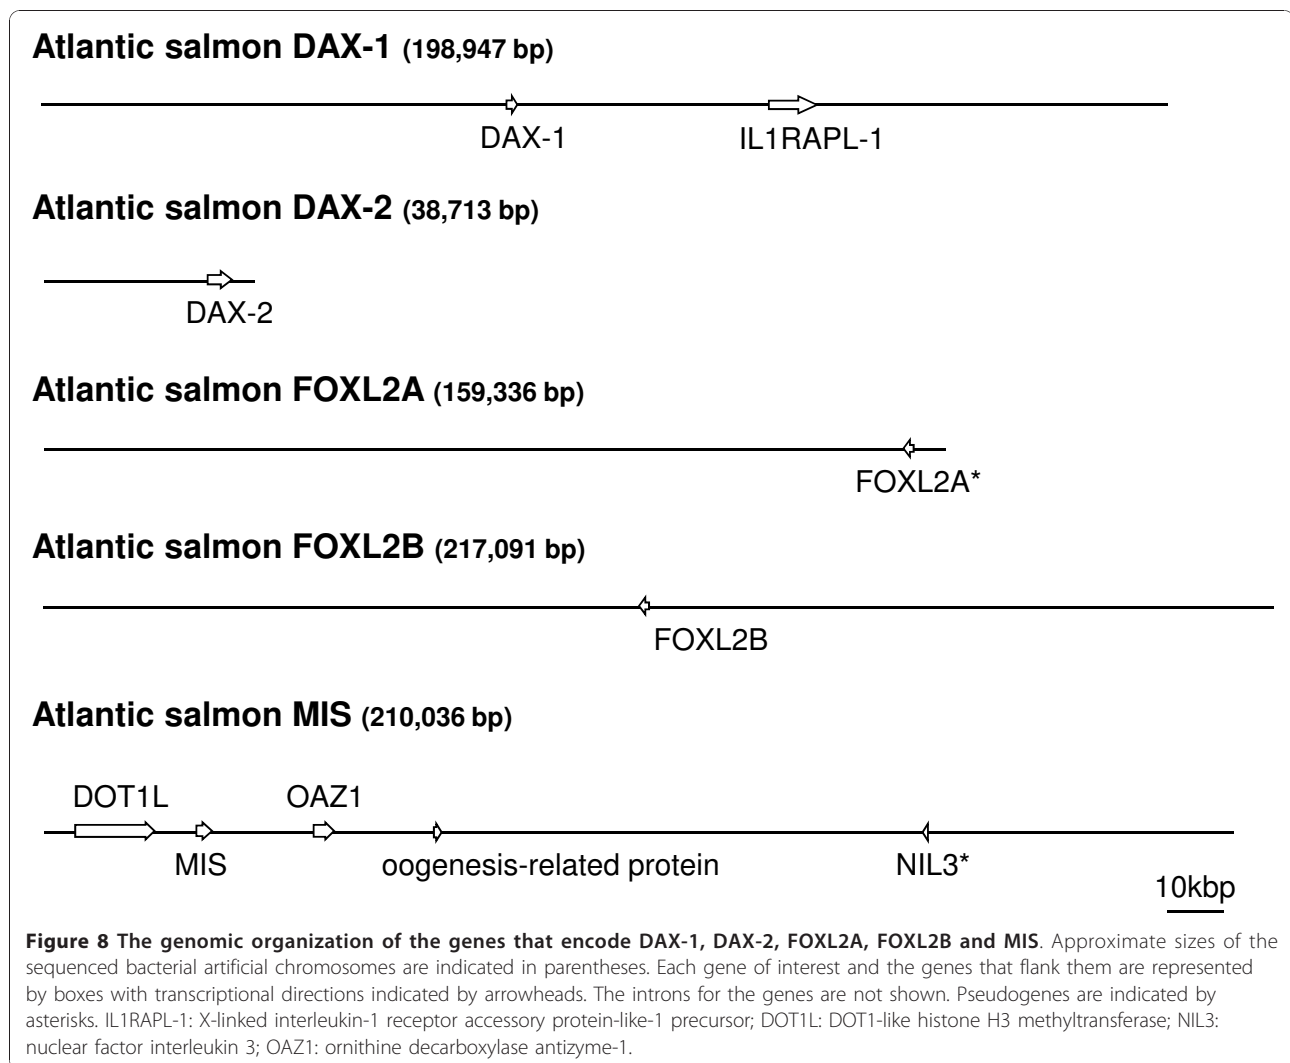 Atlantic salmon DAX-1 (198,947 bp)
DAX-1 IL1RAPL-1
Atlantic salmon DAX-2 (38,713 bp)
DAX-2
Atlantic salmon FOXL2A (159,336 bp)
FOXL2A*
Atlantic salmon FOXL2B (217,091 bp)
FOXL2B
Atlantic salmon MIS (210,036 bp)
DOT1L OAZ1
MIS oogenesis-related protein NIL3*
10kbp
Figure 8 The genomic organization of the genes that encode DAX-1, DAX-2, FOXL2A, FOXL2B and MIS. Approximate sizes of the
sequenced bacterial artificial chromosomes are indicated in parentheses. Each gene of interest and the genes that flank them are represented
by boxes with transcriptional directions indicated by arrowheads. The introns for the genes are not shown. Pseudogenes are indicated by
asterisks. IL1RAPL-1: X-linked interleukin-1 receptor accessory protein-like-1 precursor; DOT1L: DOT1-like histone H3 methyltransferase; NIL3:
nuclear factor interleukin 3; OAZ1: ornithine decarboxylase antizyme-1.